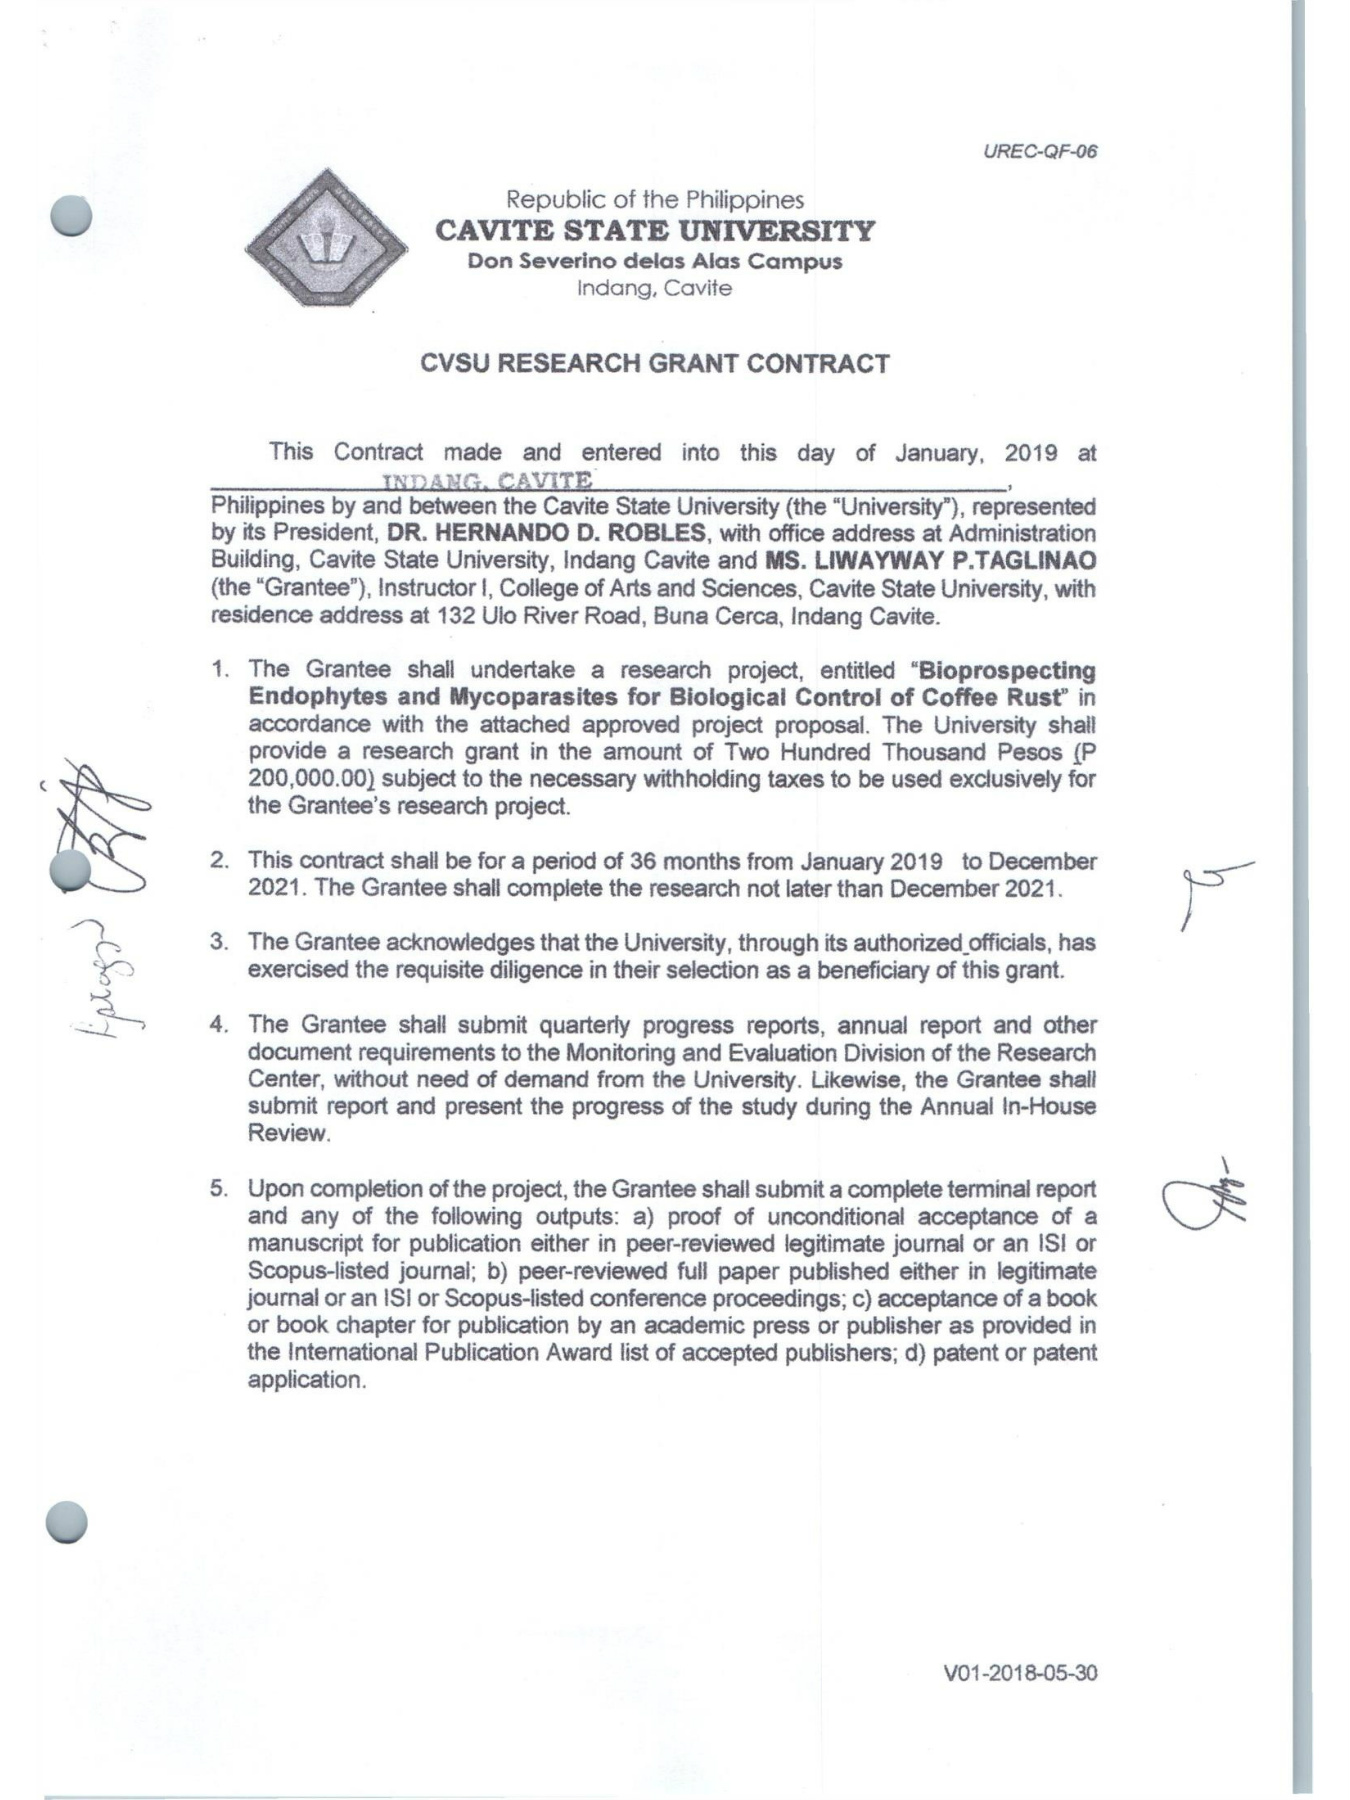 UREC-QF-06
Republic of the Philippines
CAVITE STATE UNIVERSITY
Don Severino delas Alas Campus
Indang, Cavite
CVSU RESEARCH GRANT CONTRACT
This Contract made and entered into this day of January, 2019 at
INDANG, CAVITE ,
Philippines by and between the Cavite State University (the “University”), represented
by its President, DR. HERNANDO D. ROBLES, with office address at Administration
Building, Cavite State University, Indang Cavite and MS. LIWAYWAY P.TAGLINAO
(the “Grantee”), Instructor I, College of Arts and Sciences, Cavite State University, with
residence address at 132 Ulo River Road, Buna Cerca, Indang Cavite.
1. The Grantee shall undertake a research project, entitled “Bioprospecting
Endophytes and Mycoparasites for Biological Control of Coffee Rust” in
accordance with the attached approved project proposal. The University shall
provide a research grant in the amount of Two Hundred Thousand Pesos (P
200,000.00) subject to the necessary withholding taxes to be used exclusively for
the Grantee's research project.
2. This contract shall be for a period of 36 months from January 2019 to December
2021. The Grantee shall complete the research not later than December 2021.
3. The Grantee acknowledges that the University, through its authorized officials, has
exercised the requisite diligence in their selection as a beneficiary of this grant.
4. The Grantee shall submit quarterly progress reports, annual report and other
document requirements to the Monitoring and Evaluation Division of the Research
Center, without need of demand from the University. Likewise, the Grantee shall
submit report and present the progress of the study during the Annual In-House
Review.
5. Upon completion of the project, the Grantee shall submit a complete terminal report
and any of the following outputs: a) proof of unconditional acceptance of a
manuscript for publication either in peer-reviewed legitimate journal or an ISI or
Scopus-listed journal; b) peer-reviewed full paper published either in legitimate
journal or an ISI or Scopus-listed conference proceedings; c) acceptance of a book
or book chapter for publication by an academic press or publisher as provided in
the International Publication Award list of accepted publishers; d) patent or patent
application.
V01-2018-05-30